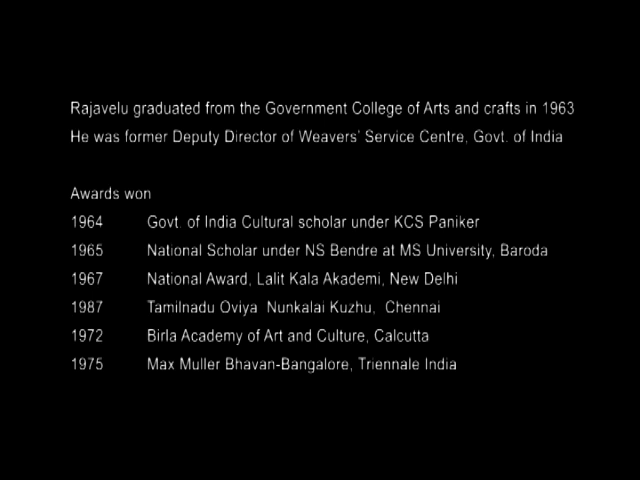 Rajavelu graduated from the Government College of Arts and crafts in 1963
He was former Deputy Director of Weavers' Service Centre, Govt. of India
Awards won
1964 Govt. of India Cultural scholar under KCS Paniker
1965 National Scholar under NS Bendre at MS University, Baroda
1967 National Award, Lalit Kala Akademi, New Delhi
1987 Tamilnadu Oviya Nunkalai Kuzhu, Chennai
1972 Birla Academy of Art and Culture, Calcutta
1975 Max Muller Bhavan-Bangalore, Triennale India